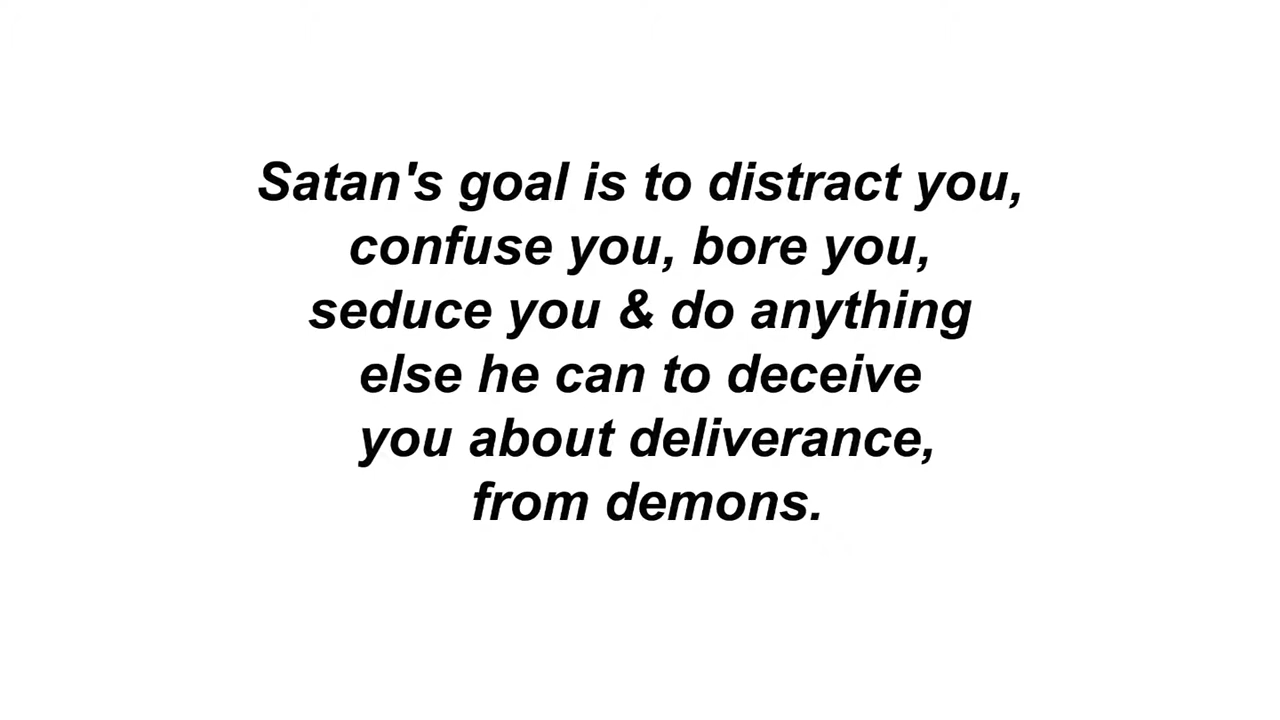 Satan's goal is to distract you,
confuse you, bore you,
seduce you & do anything
else he can to deceive
you about deliverance,
from demons.